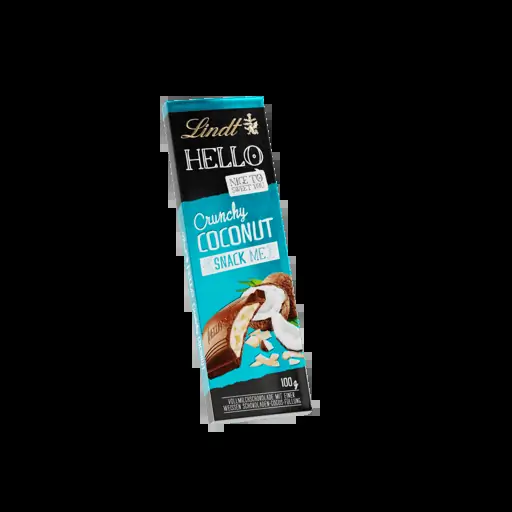 Lindt
HELLO
NICE TO
SWEET YOU
Crunchy
COCONUT
SNACK ME
100g
VOLLMILCHSCHOKOLADE MIT EINER
WEISSEN SCHOKOLADEN-COCOS-FÜLLUNG